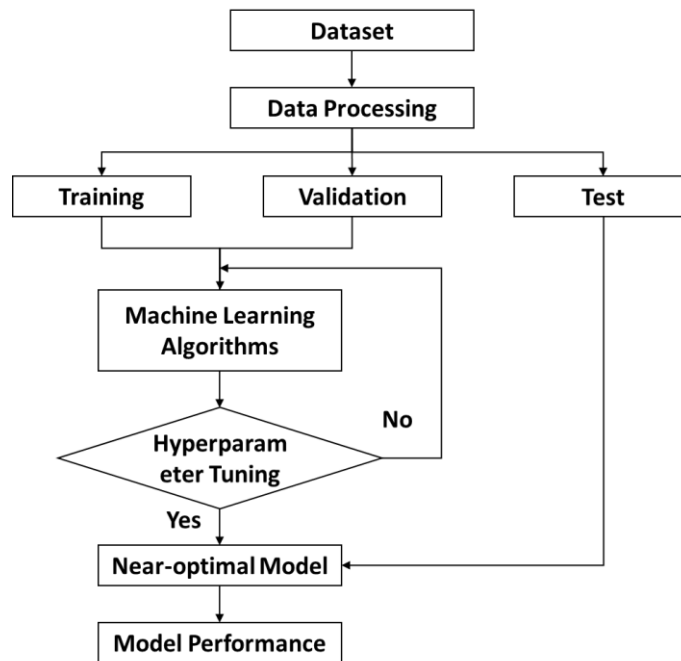 Dataset
Data Processing
Training
Validation
Test
Machine Learning
Algorithms
No
Hyperparam
eter Tuning
Yes
Near-optimal Model
Model Performance